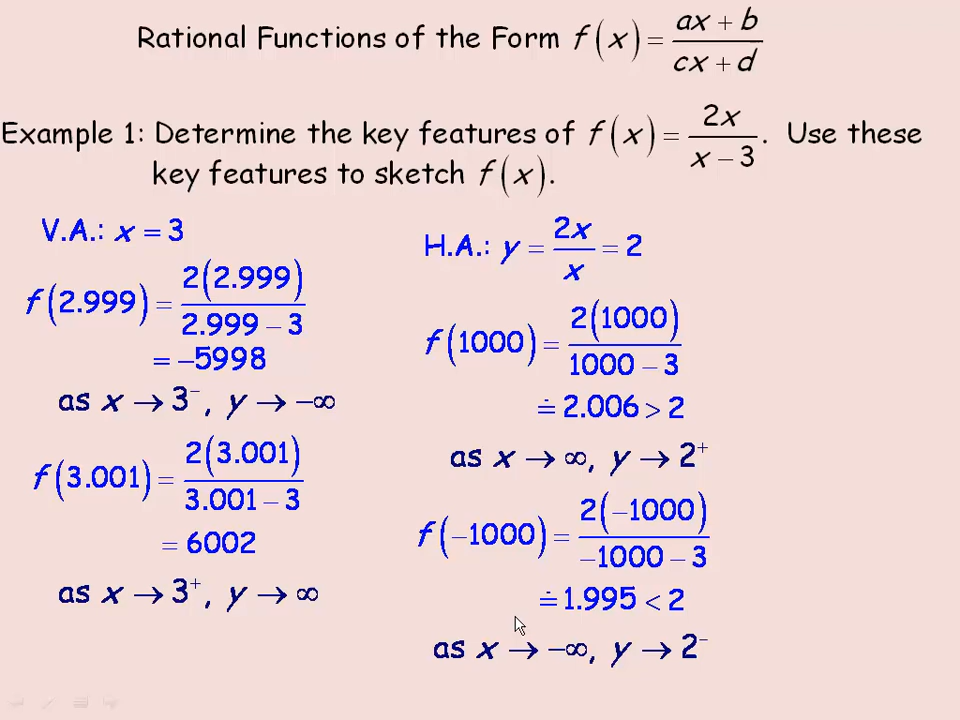 Rational Functions of the Form f(x) = (ax + b)/(cx + d)
Example 1: Determine the key features of f(x) = 2x/(x − 3). Use these
key features to sketch f(x).
V.A.: x = 3
f(2.999) = 2(2.999)/(2.999 − 3)
= −5998
as x → 3⁻, y → −∞
f(3.001) = 2(3.001)/(3.001 − 3)
= 6002
as x → 3⁺, y → ∞
H.A.: y = 2x/x = 2
f(1000) = 2(1000)/(1000 − 3)
≐ 2.006 > 2
as x → ∞, y → 2⁺
f(−1000) = 2(−1000)/(−1000 − 3)
≐ 1.995 < 2
as x → −∞, y → 2⁻